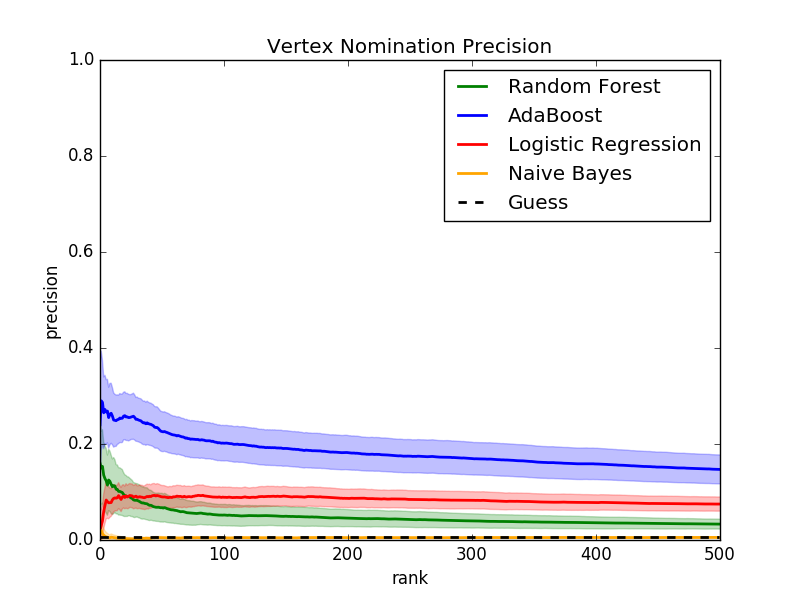 Vertex Nomination Precision
1.0
0.8
0.6
0.4
0.2
0.0
precision
Random Forest
AdaBoost
Logistic Regression
Naive Bayes
Guess
0 100 200 300 400 500
rank